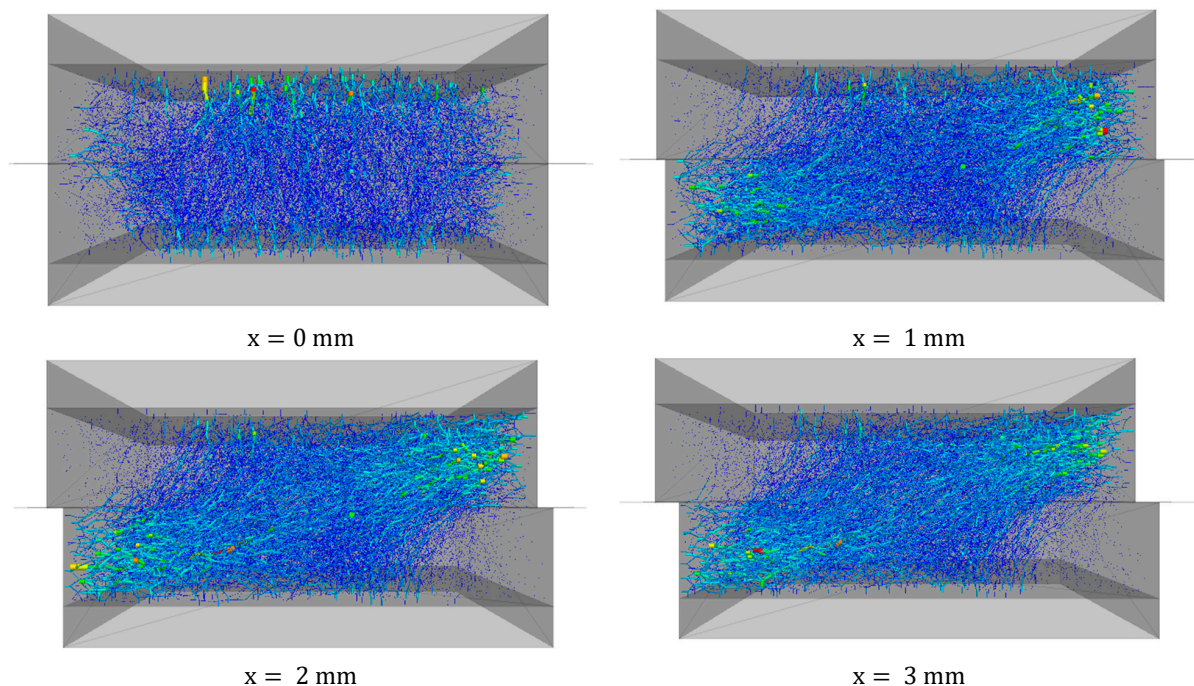 x = 0 mm
x = 1 mm
x = 2 mm
x = 3 mm